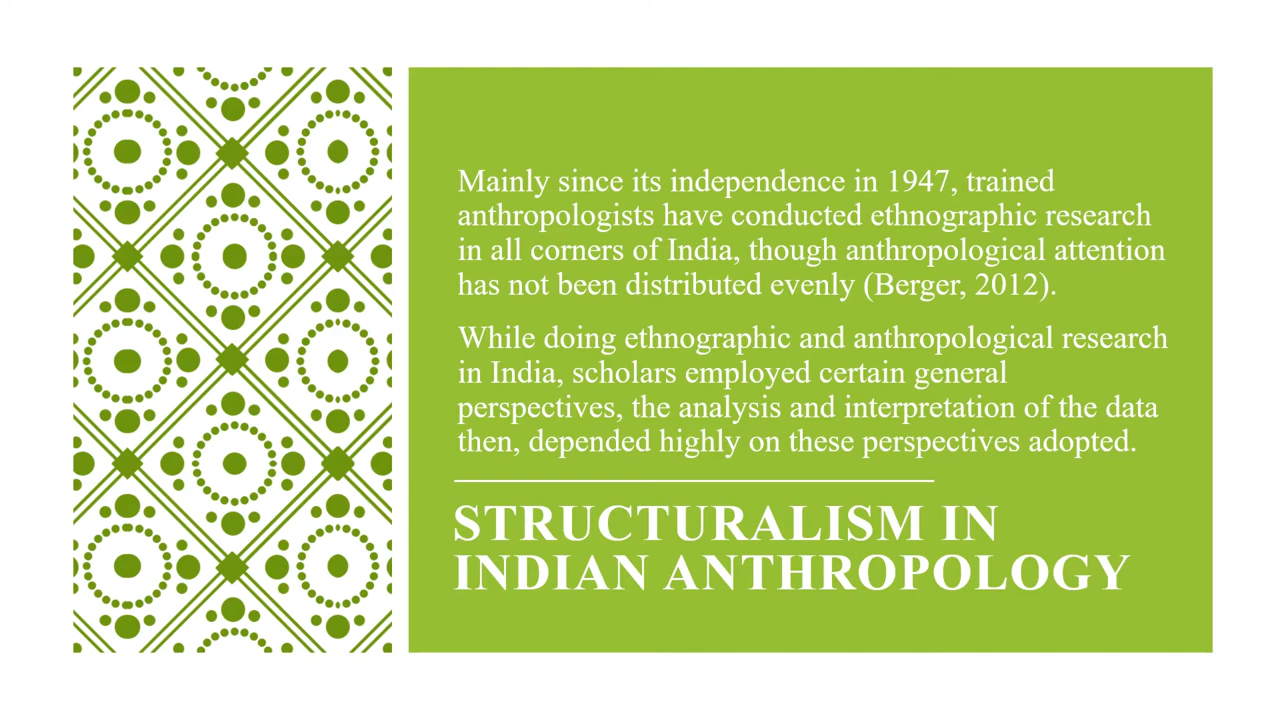 Mainly since its independence in 1947, trained
anthropologists have conducted ethnographic research
in all corners of India, though anthropological attention
has not been distributed evenly (Berger, 2012).
While doing ethnographic and anthropological research
in India, scholars employed certain general
perspectives, the analysis and interpretation of the data
then, depended highly on these perspectives adopted.
STRUCTURALISM IN
INDIAN ANTHROPOLOGY